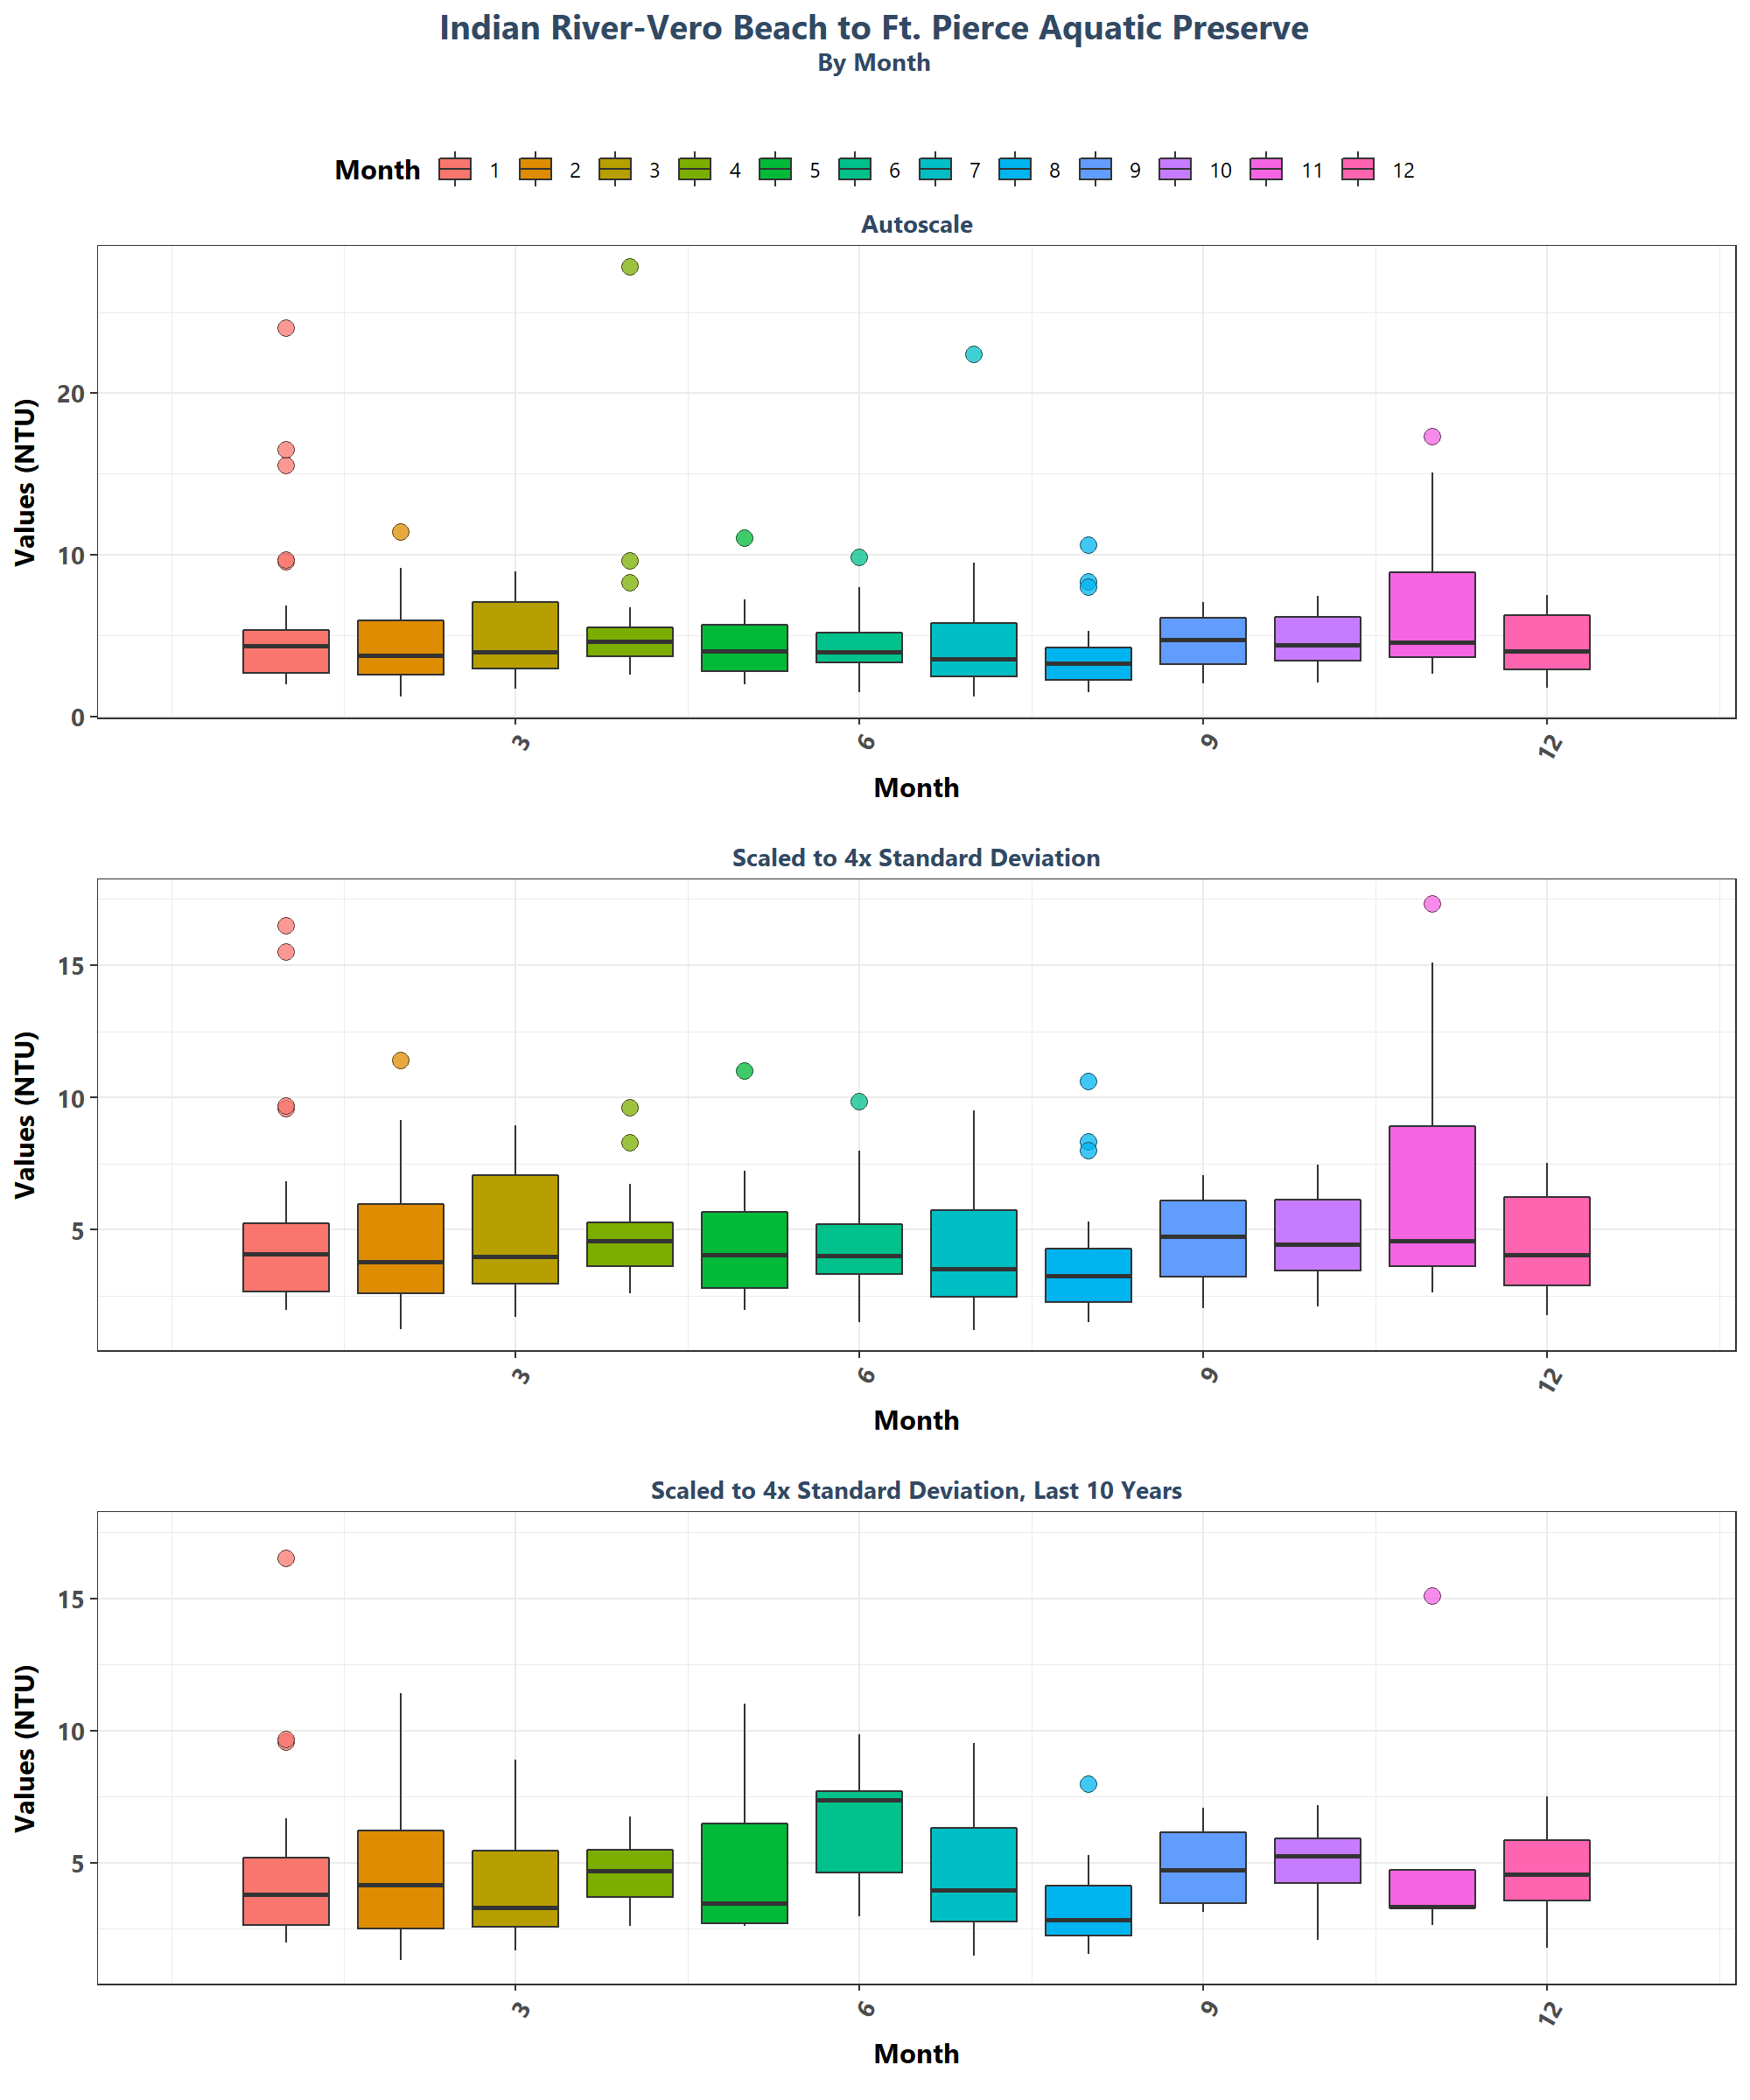 Indian River-Vero Beach to Ft. Pierce Aquatic Preserve
By Month
Month 1 2 3 4 5 6 7 8 9 10 11 12
Autoscale
Values (NTU)
20
10
0
3 6 9 12
Month
Scaled to 4x Standard Deviation
Values (NTU)
15
10
5
3 6 9 12
Month
Scaled to 4x Standard Deviation, Last 10 Years
Values (NTU)
15
10
5
3 6 9 12
Month